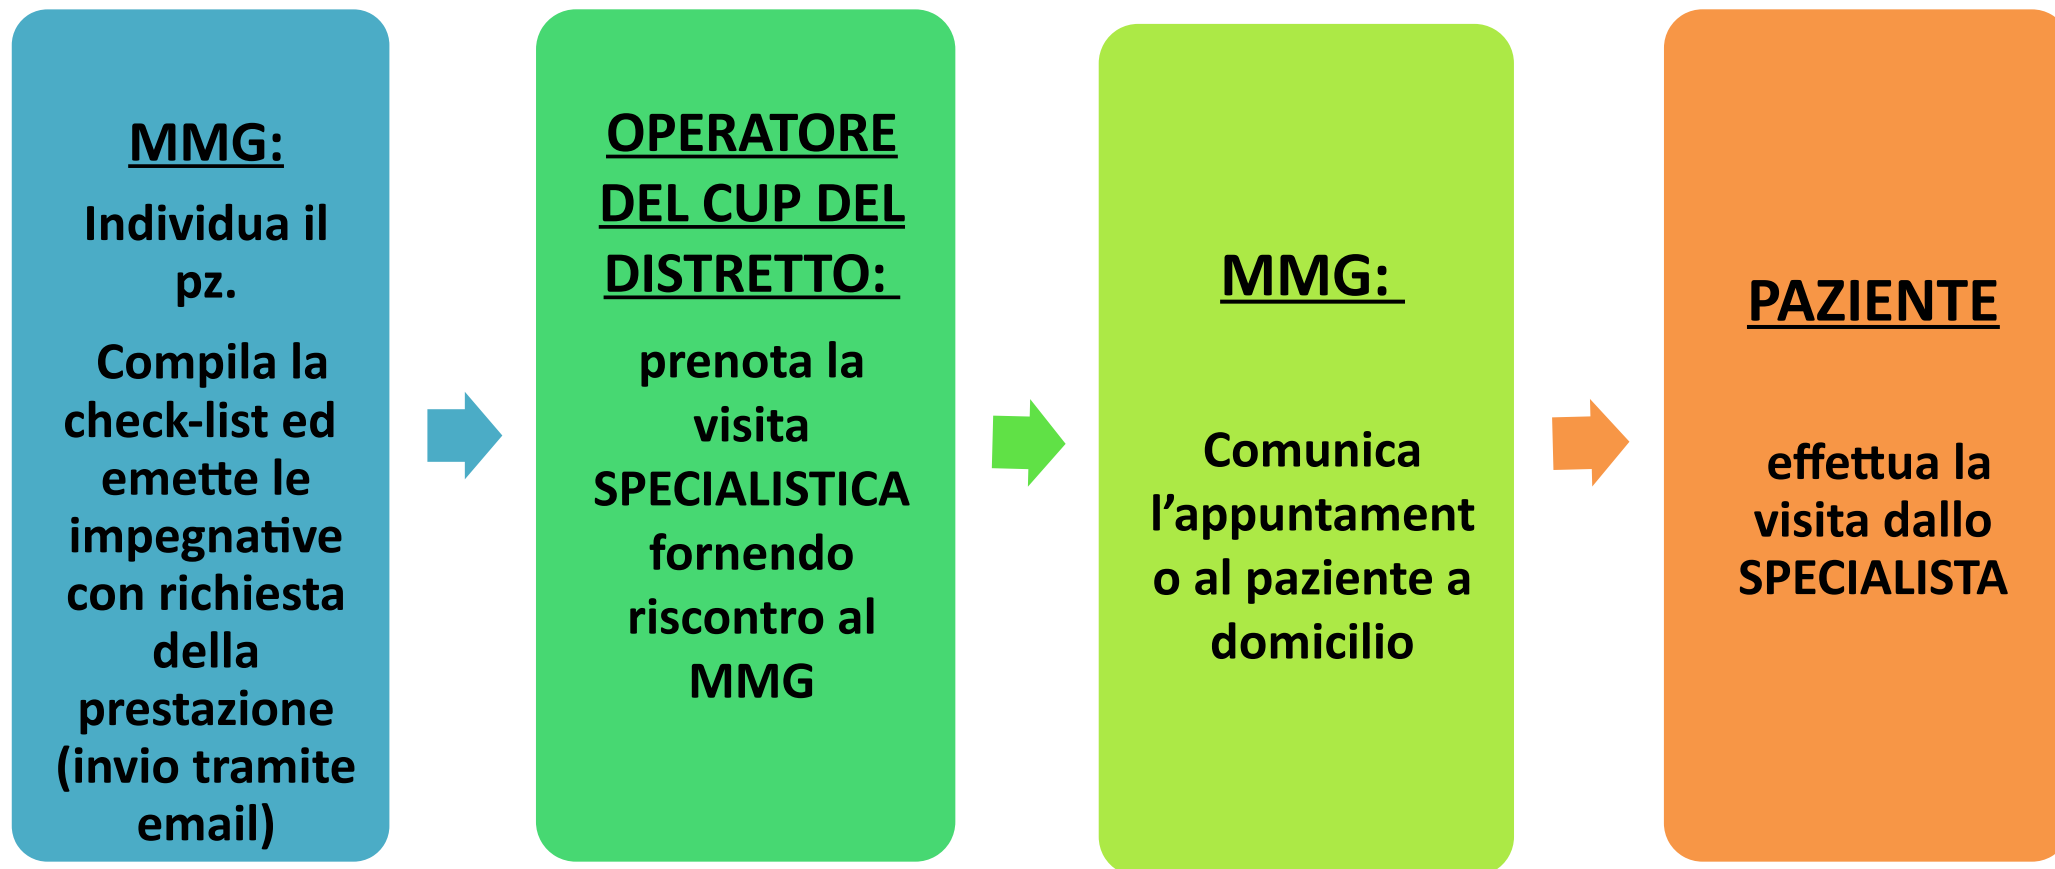 MMG:
Individua il
pz.
Compila la
check-list ed
emette le
impegnative
con richiesta
della
prestazione
(invio tramite
email)
OPERATORE
DEL CUP DEL
DISTRETTO:
prenota la
visita
SPECIALISTICA
fornendo
riscontro al
MMG
MMG:
Comunica
l’appuntament
o al paziente a
domicilio
PAZIENTE
effettua la
visita dallo
SPECIALISTA